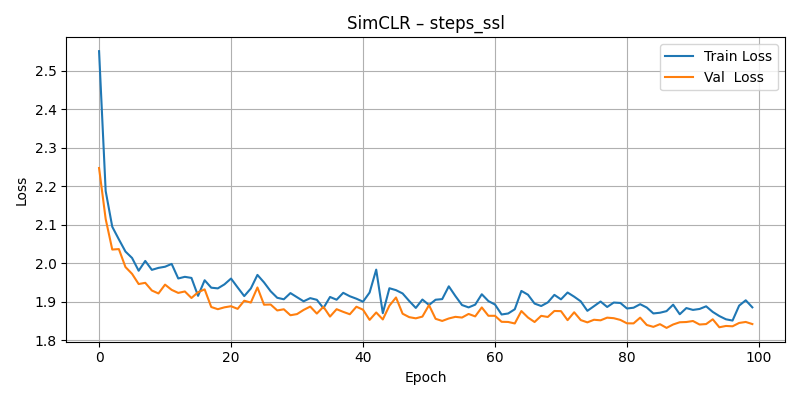 SimCLR – steps_ssl
Train Loss
Val  Loss
Loss
2.5
2.4
2.3
2.2
2.1
2.0
1.9
1.8
0 20 40 60 80 100
Epoch